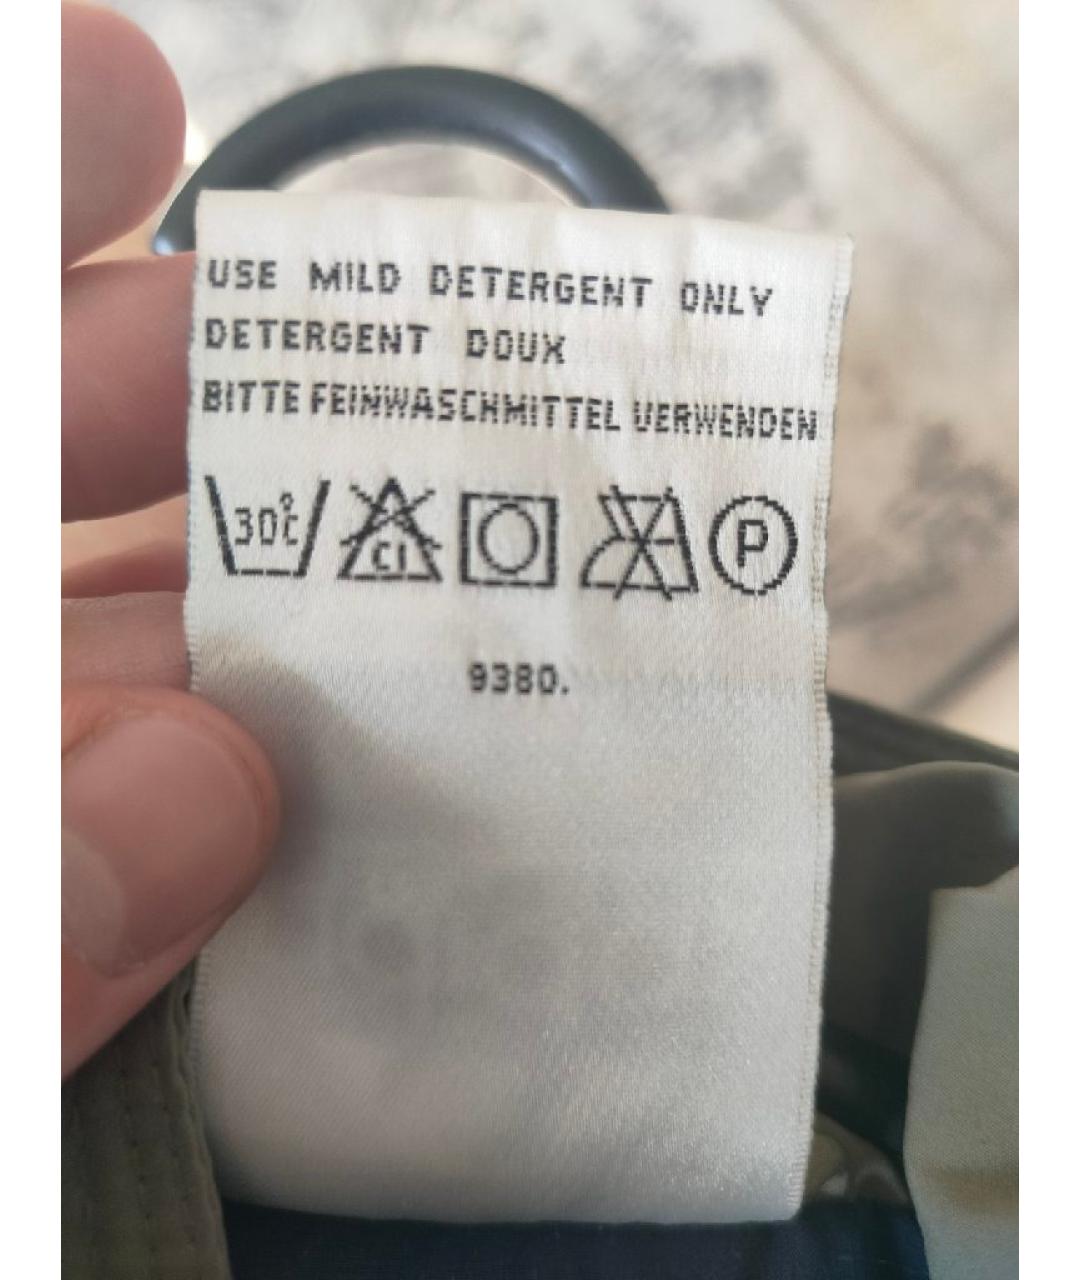 USE MILD DETERGENT ONLY
DETERGENT DOUX
BITTE FEINWASCHMITTEL VERWENDEN
30°C Cl P
9380.